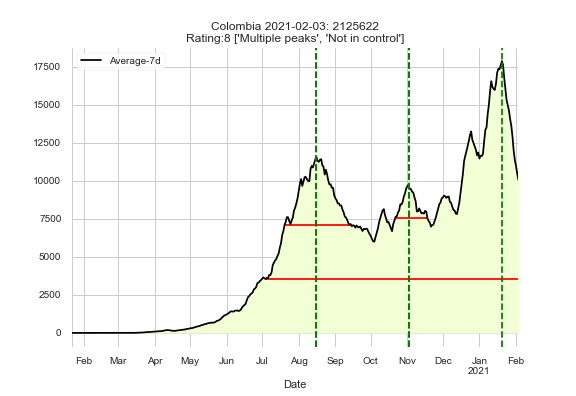 Colombia 2021-02-03: 2125622
Rating:8 ['Multiple peaks', 'Not in control']
Average-7d
17500
15000
12500
10000
7500
5000
2500
0
Feb Mar Apr May Jun Jul Aug Sep Oct Nov Dec Jan Feb
2021
Date